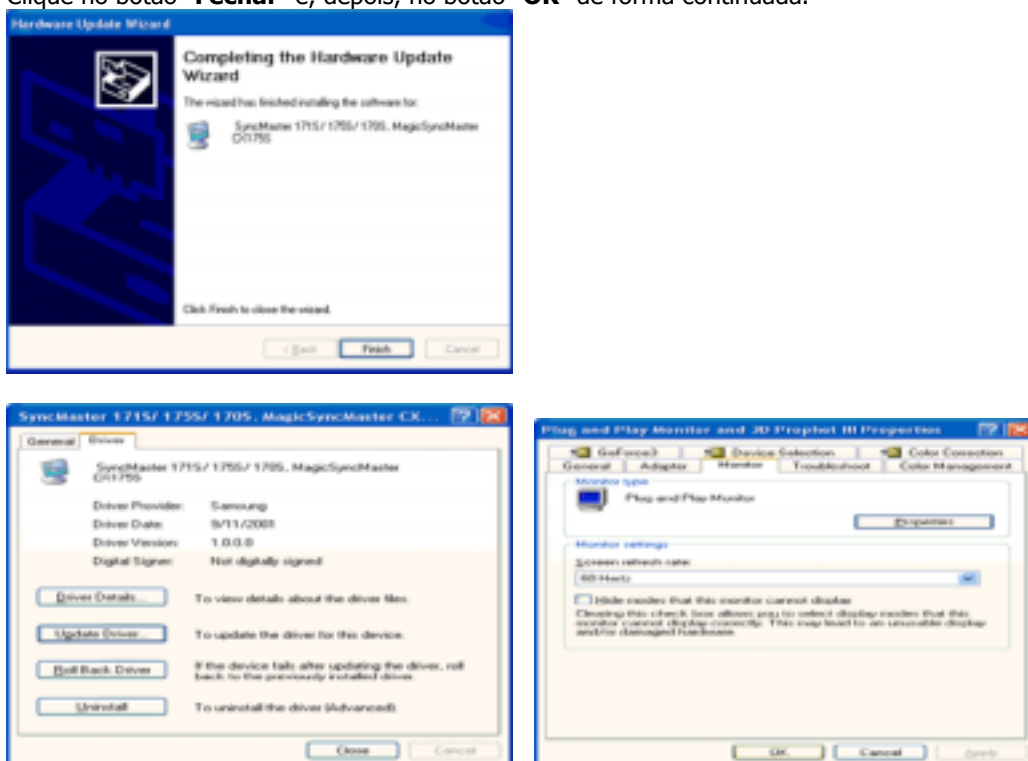 Clique no botão "Fechar" e, depois, no botão "OK" de forma continuada.
Hardware Update Wizard
Completing the Hardware Update
Wizard
The wizard has finished installing the software for:
SyncMaster 171S/ 175S/ 170S, MagicSyncMaster
CX175S
Click Finish to close the wizard.
< Back
Finish
Cancel
SyncMaster 171S/ 175S/ 170S, MagicSyncMaster CX...
General Driver
SyncMaster 171S/ 175S/ 170S, MagicSyncMaster
CX175S
Driver Provider: Samsung
Driver Date: 9/11/2001
Driver Version: 1.0.0.0
Digital Signer: Not digitally signed
Driver Details... To view details about the driver files.
Update Driver... To update the driver for this device.
Roll Back Driver If the device fails after updating the driver, roll
back to the previously installed driver.
Uninstall To uninstall the driver (Advanced).
Close Cancel
Plug and Play Monitor and 3D Prophet III Properties
GeForce3 Device Selection Color Correction
General Adapter Monitor Troubleshoot Color Management
Monitor type
Plug and Play Monitor
Properties
Monitor settings
Screen refresh rate:
60 Hertz
Hide modes that this monitor cannot display
Clearing this check box allows you to select display modes that this
monitor cannot display correctly. This may lead to an unusable display
and/or damaged hardware.
OK Cancel Apply